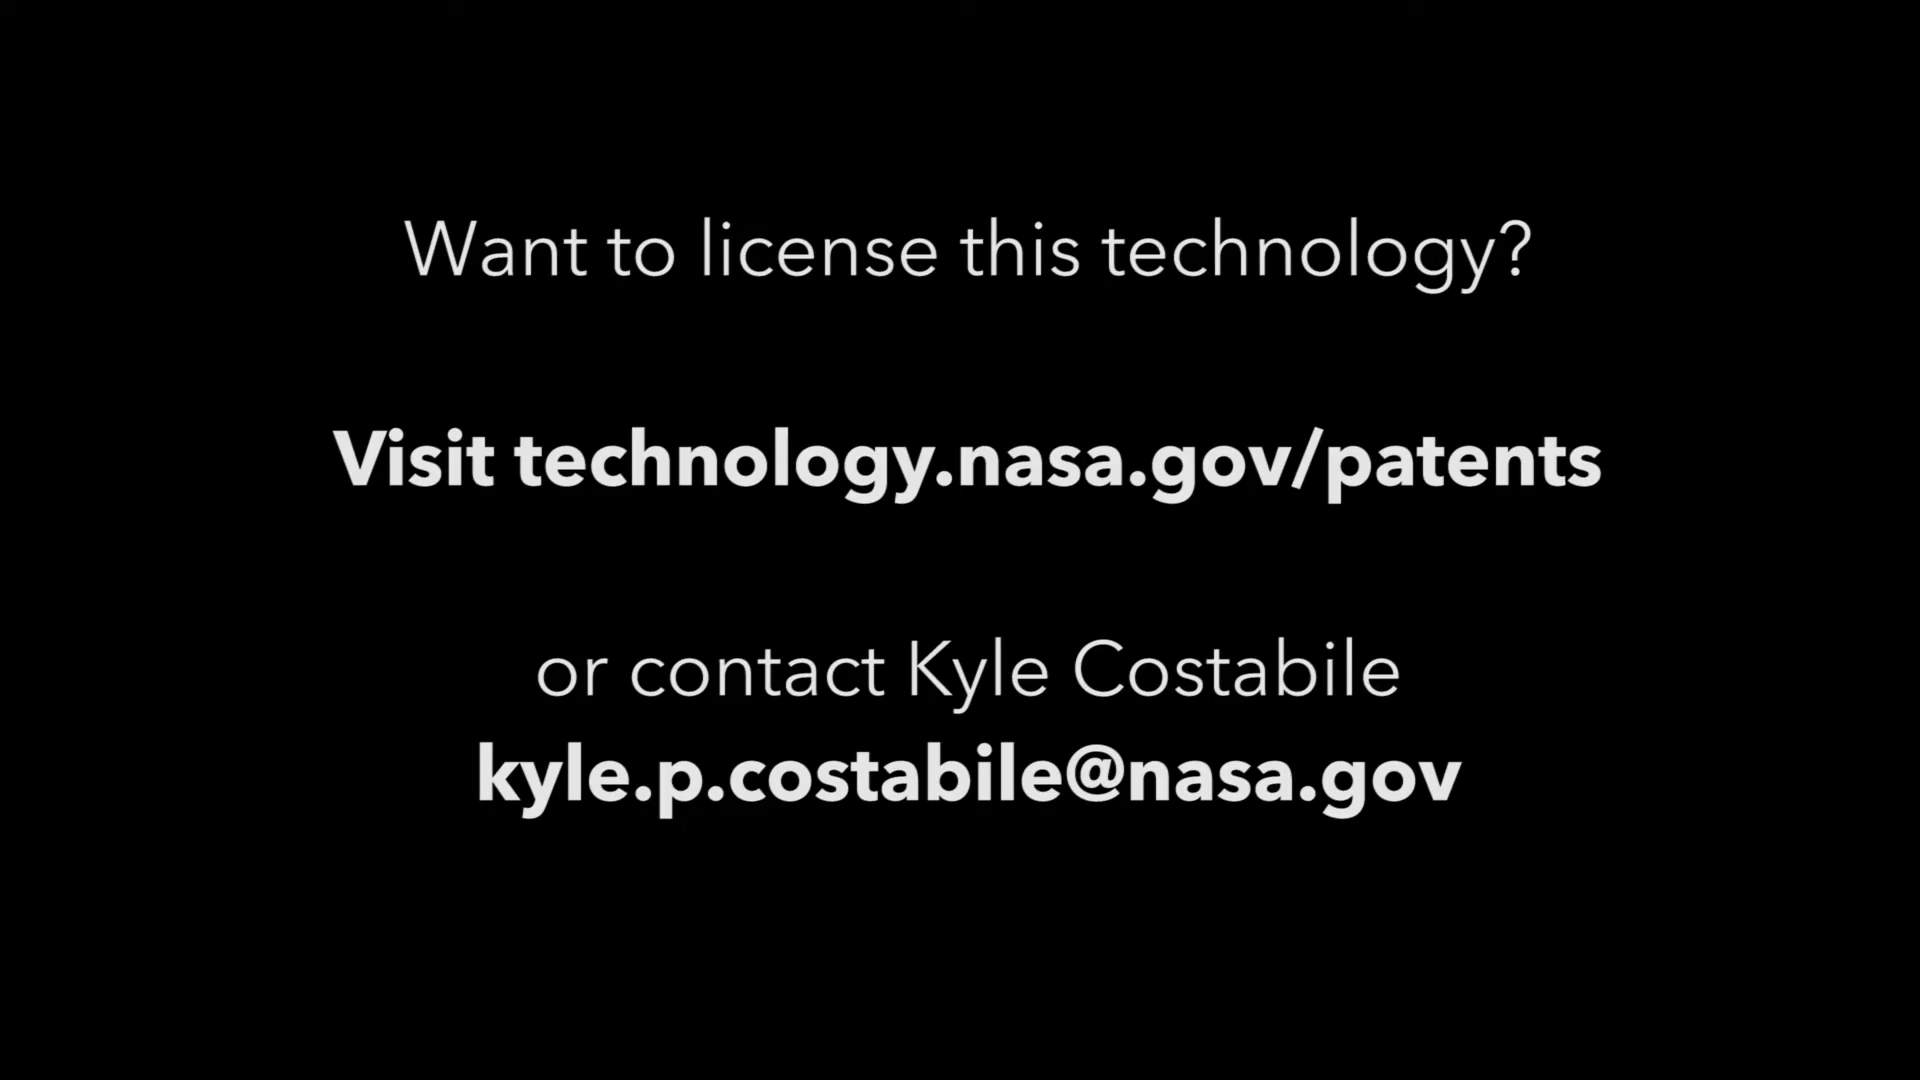 Want to license this technology?
Visit technology.nasa.gov/patents
or contact Kyle Costabile
kyle.p.costabile@nasa.gov